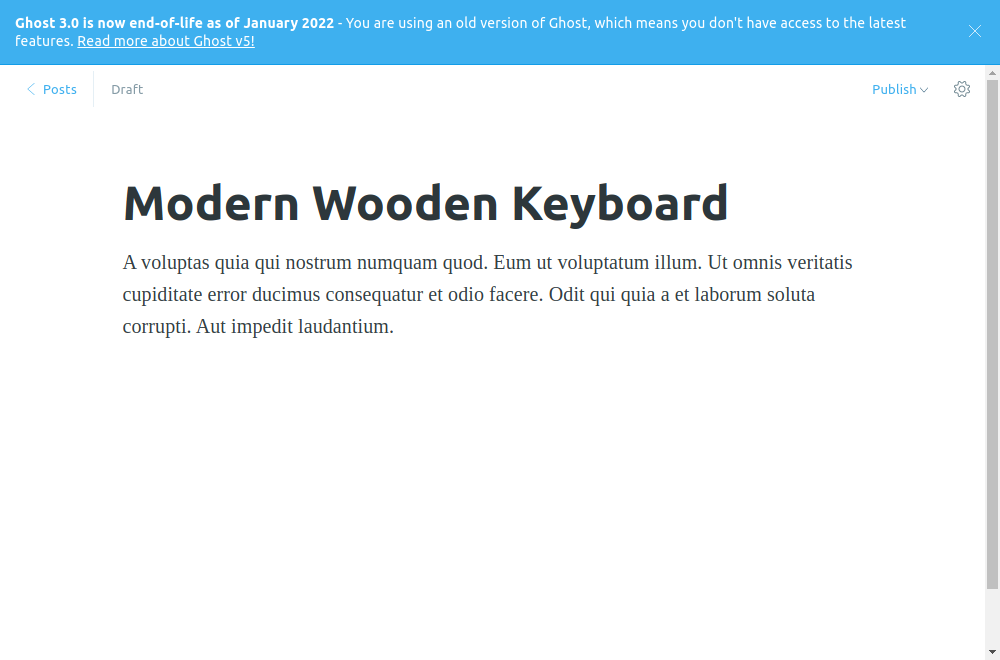 Ghost 3.0 is now end-of-life as of January 2022 - You are using an old version of Ghost, which means you don't have access to the latest
features. Read more about Ghost v5!
Posts
Draft
Publish
Modern Wooden Keyboard
A voluptas quia qui nostrum numquam quod. Eum ut voluptatum illum. Ut omnis veritatis
cupiditate error ducimus consequatur et odio facere. Odit qui quia a et laborum soluta
corrupti. Aut impedit laudantium.